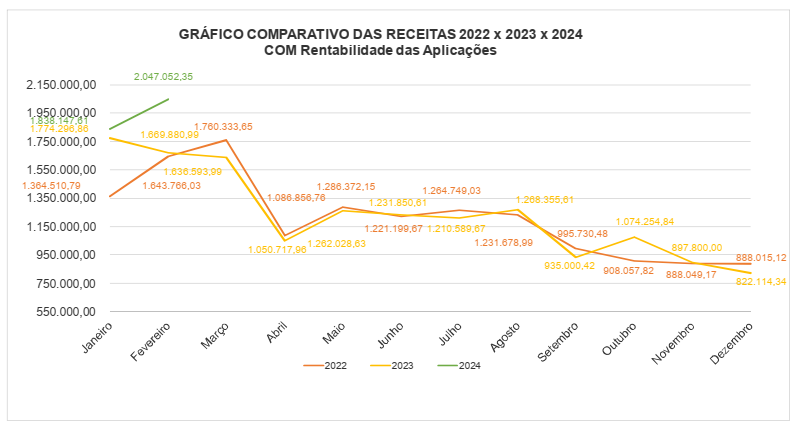 GRÁFICO COMPARATIVO DAS RECEITAS 2022 x 2023 x 2024
COM Rentabilidade das Aplicações
2.047.052,35
2.150.000,00
1.950.000,00
1.838.147,61
1.774.296,86
1.669.880,99
1.760.333,65
1.750.000,00
1.636.593,99
1.550.000,00
1.364.510,79
1.643.766,03
1.350.000,00
1.086.856,76
1.286.372,15
1.231.850,61
1.264.749,03
1.268.355,61
1.150.000,00
1.050.717,96
1.262.028,63
1.221.199,67
1.210.589,67
1.231.678,99
995.730,48
1.074.254,84
950.000,00
935.000,42
908.057,82
897.800,00
888.049,17
888.015,12
822.114,34
750.000,00
550.000,00
Janeiro
Fevereiro
Março
Abril
Maio
Junho
Julho
Agosto
Setembro
Outubro
Novembro
Dezembro
2022 2023 2024